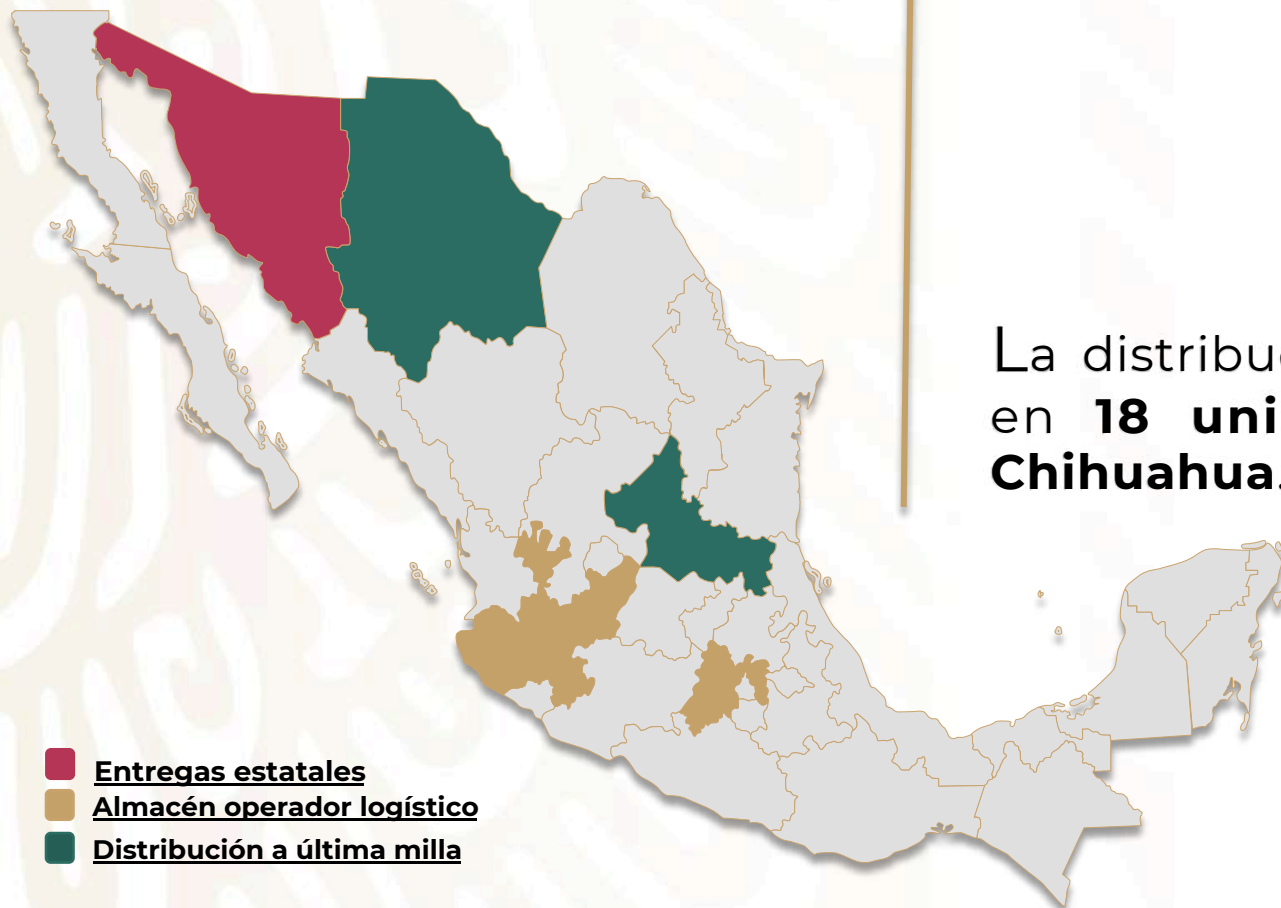 La distribu
en 18 uni
Chihuahua.
Entregas estatales
Almacén operador logístico
Distribución a última milla